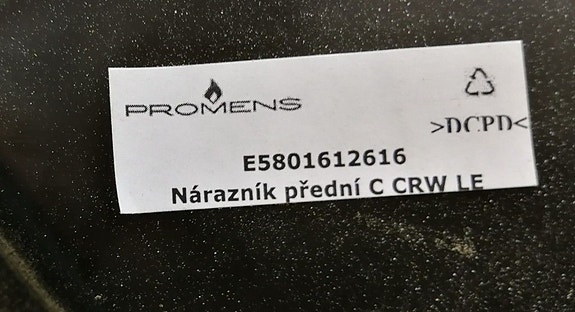 PROMENS
>DCPD<
E5801612616
Nárazník přední C CRW LE